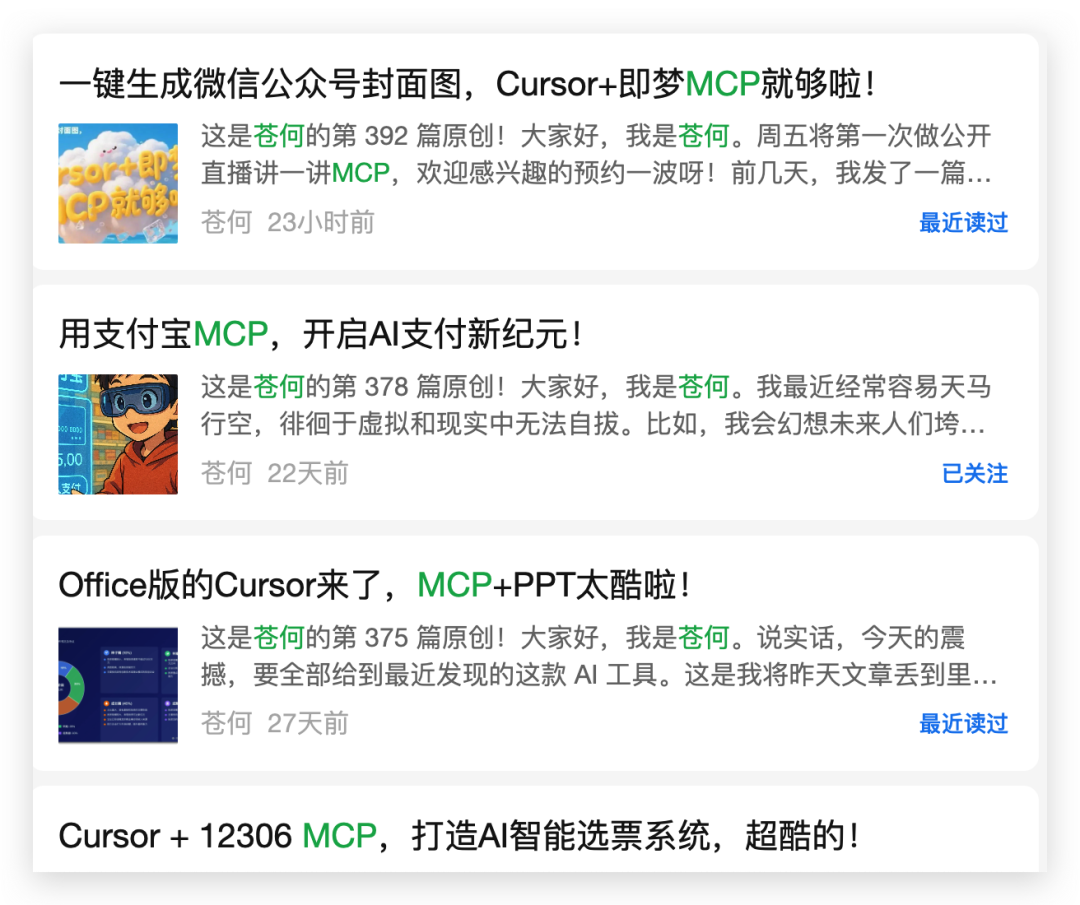 一键生成微信公众号封面图，Cursor+即梦MCP就够啦！
这是苍何的第 392 篇原创！大家好，我是苍何。周五将第一次做公开
直播讲一讲MCP，欢迎感兴趣的预约一波呀！前几天，我发了一篇…
苍何 23小时前
最近读过
用支付宝MCP，开启AI支付新纪元！
这是苍何的第 378 篇原创！大家好，我是苍何。我最近经常容易天马
行空，徘徊于虚拟和现实中无法自拔。比如，我会幻想未来人们垮…
5.00
支付
苍何 22天前
已关注
Office版的Cursor来了，MCP+PPT太酷啦！
这是苍何的第 375 篇原创！大家好，我是苍何。说实话，今天的震
撼，要全部给到最近发现的这款 AI 工具。这是我将昨天文章丢到里…
苍何 27天前
最近读过
Cursor + 12306 MCP，打造AI智能选票系统，超酷的！